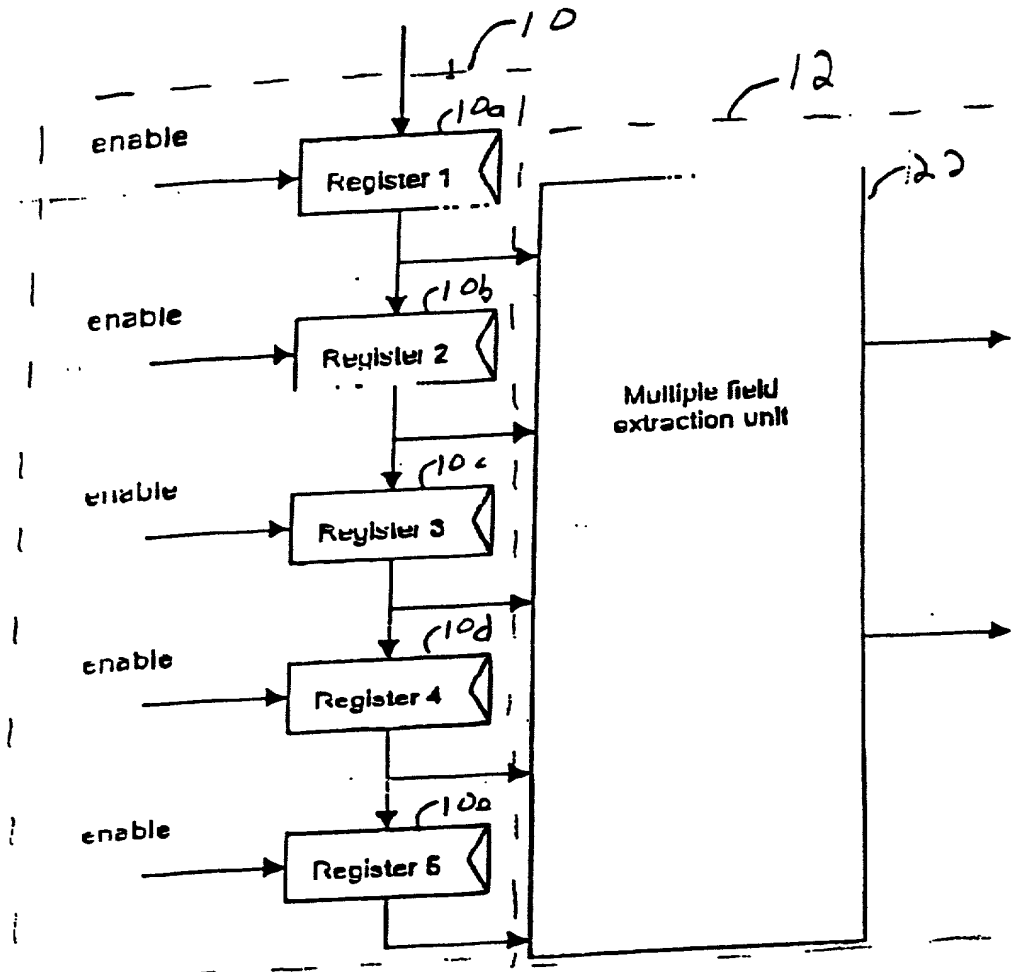 10
12
enable
10a
Register 1
22
enable
10b
Register 2
Multiple field
extraction unit
enable
10c
Register 3
enable
10d
Register 4
enable
10e
Register 5